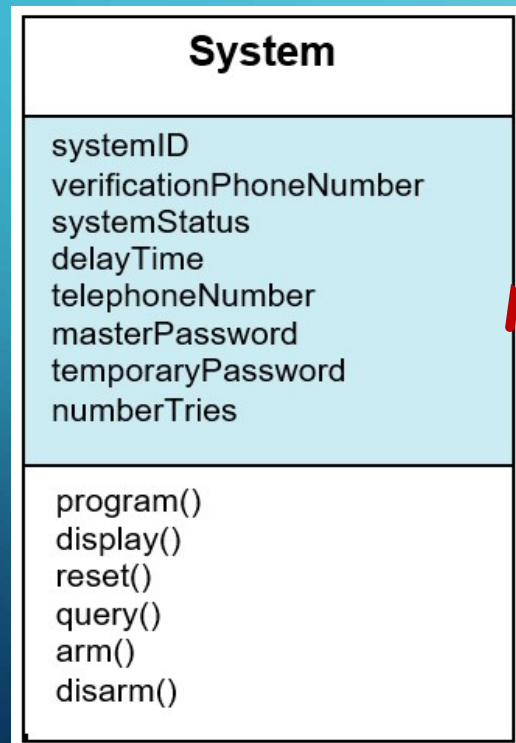 System
systemID
verificationPhoneNumber
systemStatus
delayTime
telephoneNumber
masterPassword
temporaryPassword
numberTries
program()
display()
reset()
query()
arm()
disarm()